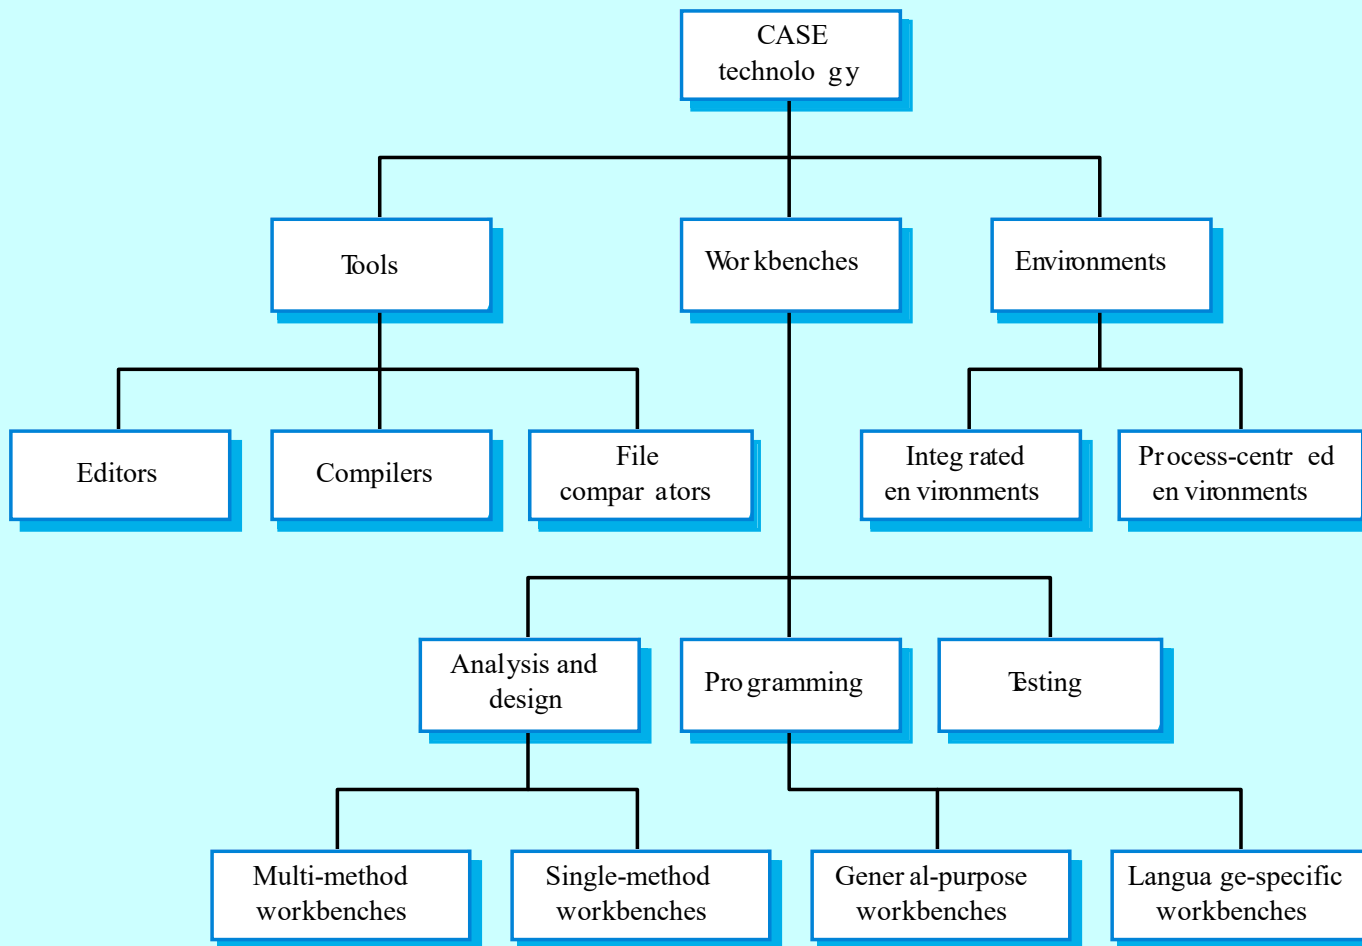 CASE
technolo gy
Tools
Wor kbenches
Environments
Editors
Compilers
File
compar ators
Integ rated
en vironments
Process-centr ed
en vironments
Analysis and
design
Pro gramming
Testing
Multi-method
workbenches
Single-method
workbenches
Gener al-purpose
workbenches
Langua ge-specific
workbenches